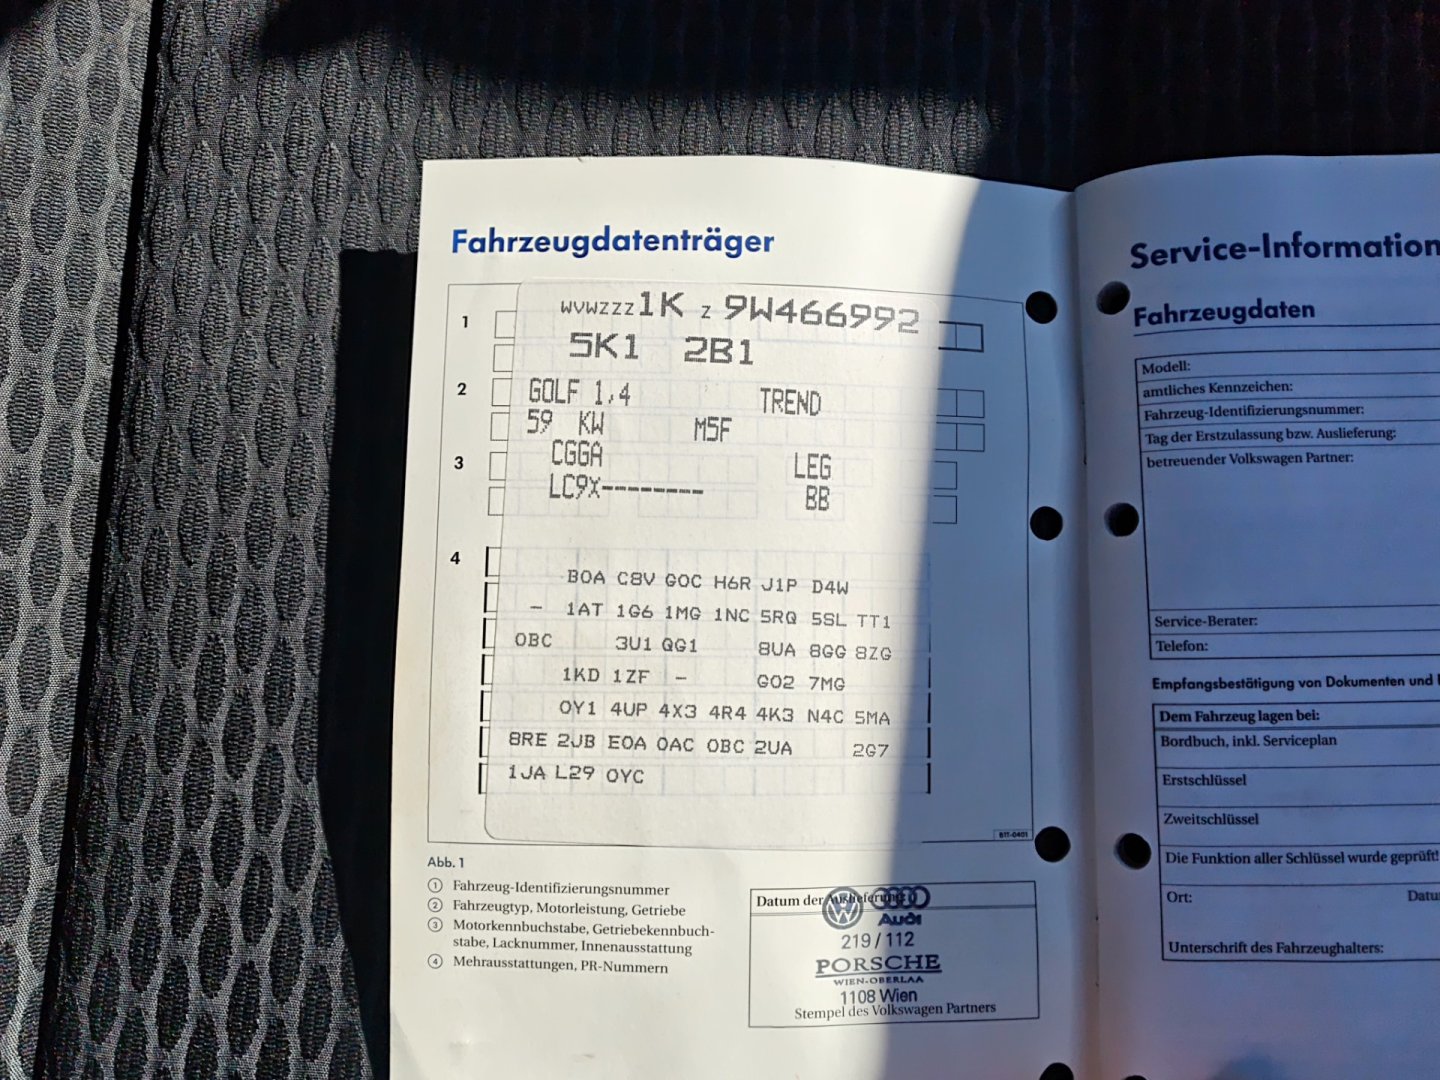 Fahrzeugdatenträger
1
WVWZZZ1K Z 9W466992
5K1 2B1
2
GOLF 1,4 TREND
59 KW M5F
3
CGGA LEG
LC9X-------- BB
4
B0A C8V G0C H6R J1P D4W
- 1AT 1G6 1MG 1NC 5RQ 5SL TT1
0BC 3U1 QG1 8UA 8GG 8ZG
1KD 1ZF - G02 7MG
0Y1 4UP 4X3 4R4 4K3 N4C 5MA
8RE 2JB E0A 0AC 0BC 2UA 2G7
1JA L29 0YC
B1T-0401
Abb. 1
1 Fahrzeug-Identifizierungsnummer
2 Fahrzeugtyp, Motorleistung, Getriebe
3 Motorkennbuchstabe, Getriebekennbuch-
stabe, Lacknummer, Innenausstattung
4 Mehrausstattungen, PR-Nummern
Datum der Auslieferung
Audi
219/112
PORSCHE
WIEN-OBERLAA
1108 Wien
Stempel des Volkswagen Partners
Service-Information
Fahrzeugdaten
Modell:
amtliches Kennzeichen:
Fahrzeug-Identifizierungsnummer:
Tag der Erstzulassung bzw. Auslieferung:
betreuender Volkswagen Partner:
Service-Berater:
Telefon:
Empfangsbestätigung von Dokumenten und
Dem Fahrzeug lagen bei:
Bordbuch, inkl. Serviceplan
Erstschlüssel
Zweitschlüssel
Die Funktion aller Schlüssel wurde geprüft!
Ort: Datu
Unterschrift des Fahrzeughalters: